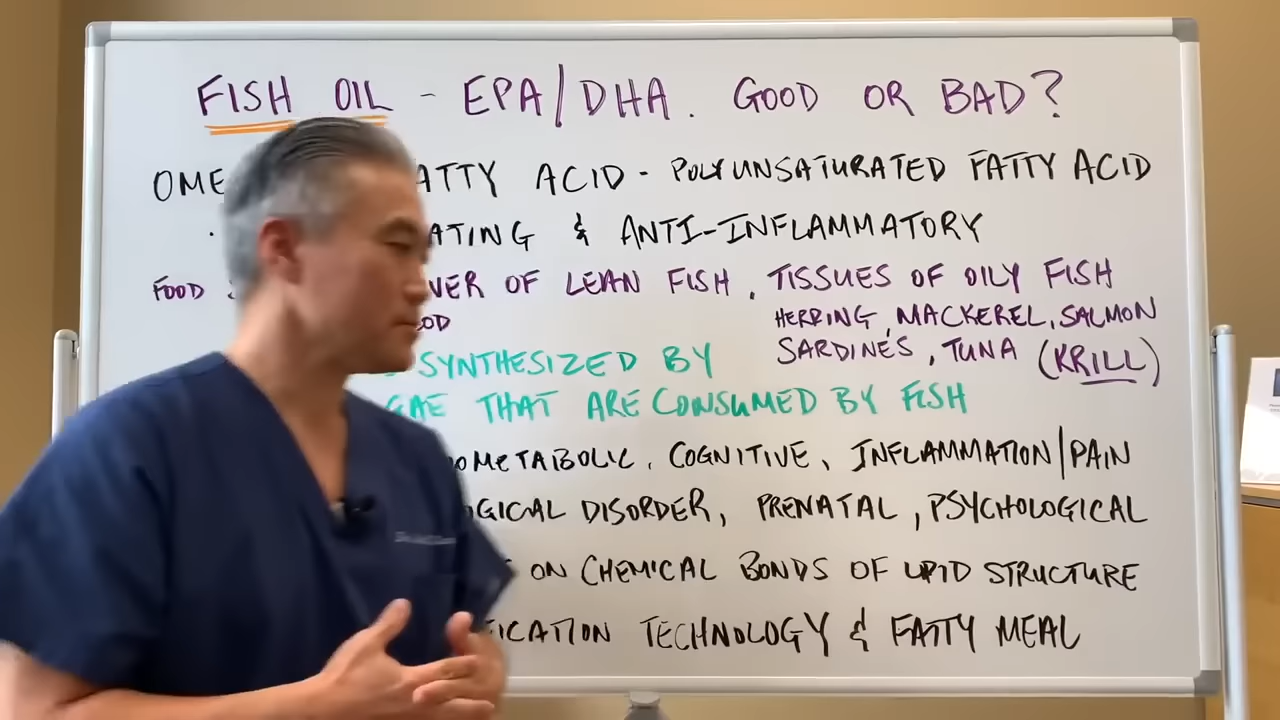 FISH OIL - EPA/DHA. GOOD OR BAD?
OME ATTY ACID - POLYUNSATURATED FATTY ACID
· ATING & ANTI-INFLAMMATORY
FOOD : VER OF LEAN FISH, TISSUES OF OILY FISH
OD HERRING, MACKEREL, SALMON
SARDINES, TUNA (KRILL)
SYNTHESIZED BY
GAE THAT ARE CONSUMED BY FISH
OMETABOLIC, COGNITIVE, INFLAMMATION/PAIN
GICAL DISORDER, PRENATAL, PSYCHOLOGICAL
ON CHEMICAL BONDS OF LIPID STRUCTURE
ICATION TECHNOLOGY & FATTY MEAL